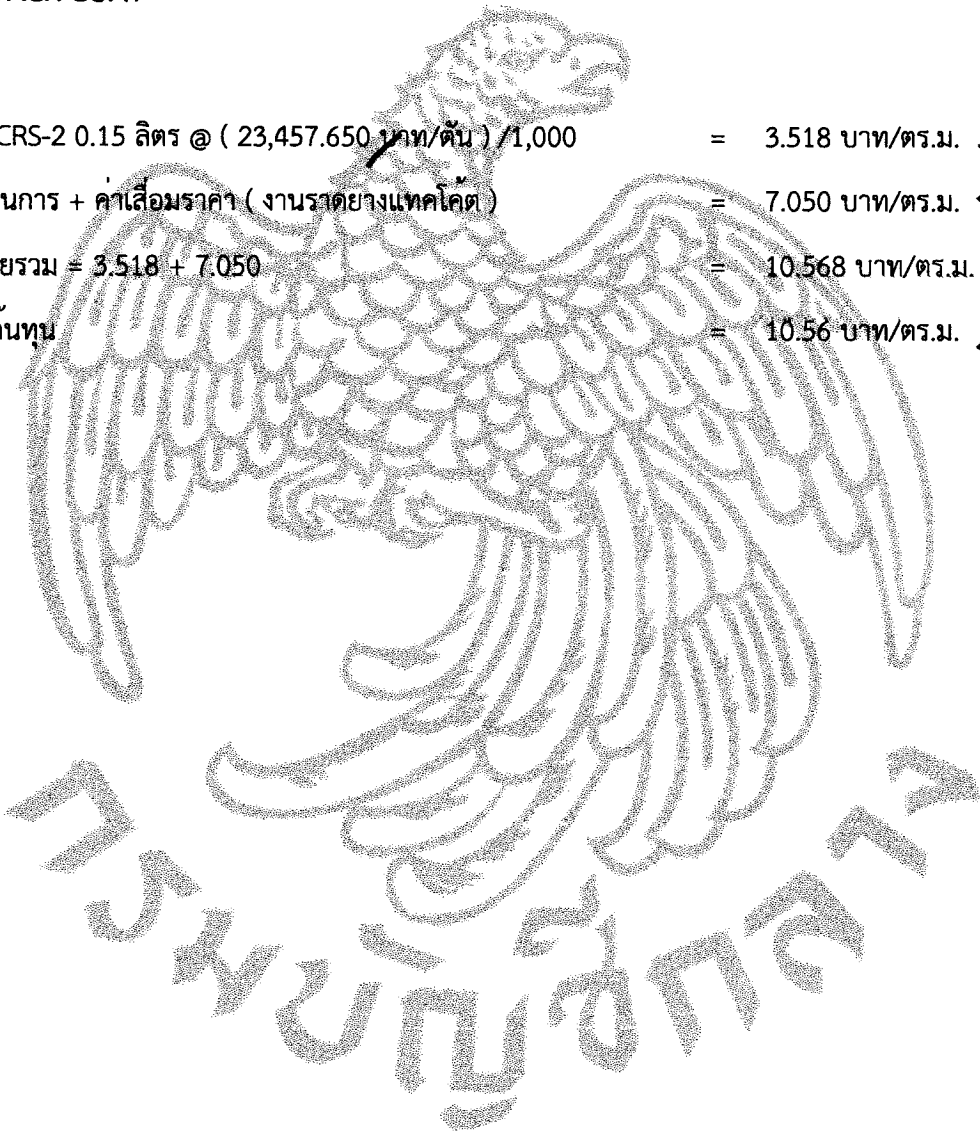 CRS-2 0.15 ลิตร @ ( 23,457.650 บาท/ตัน ) /1,000 = 3.518 บาท/ตร.ม.
นการ + ค่าเสื่อมราคา ( งานราดยางแทคโค้ต ) = 7.050 บาท/ตร.ม.
ยรวม = 3.518 + 7.050 = 10.568 บาท/ตร.ม.
้นทุน = 10.56 บาท/ตร.ม.
กรมบัญชีกลาง